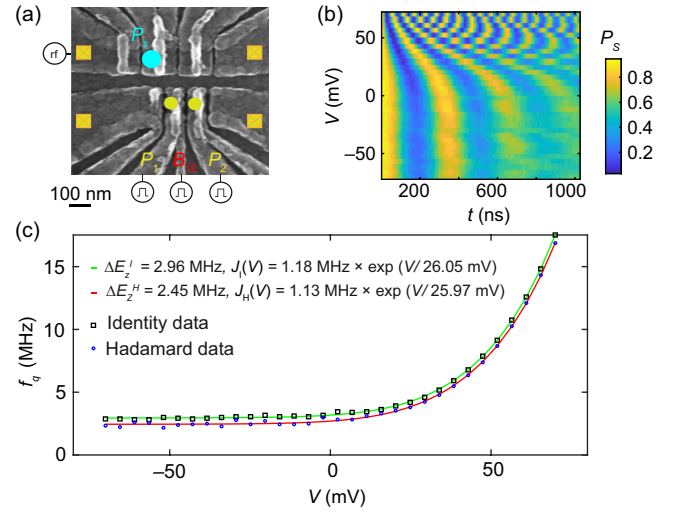 (a)
(b)
P_s
rf
P_1 B_12 P_2
100 nm
P_S
50
0
−50
V (mV)
200 600 1000
t (ns)
0.8
0.6
0.4
0.2
(c)
ΔE_z^I = 2.96 MHz, J_I(V) = 1.18 MHz × exp (V/26.05 mV)
ΔE_Z^H = 2.45 MHz, J_H(V) = 1.13 MHz × exp (V/25.97 mV)
Identity data
Hadamard data
15
10
5
0
f_q (MHz)
−50 0 50
V (mV)